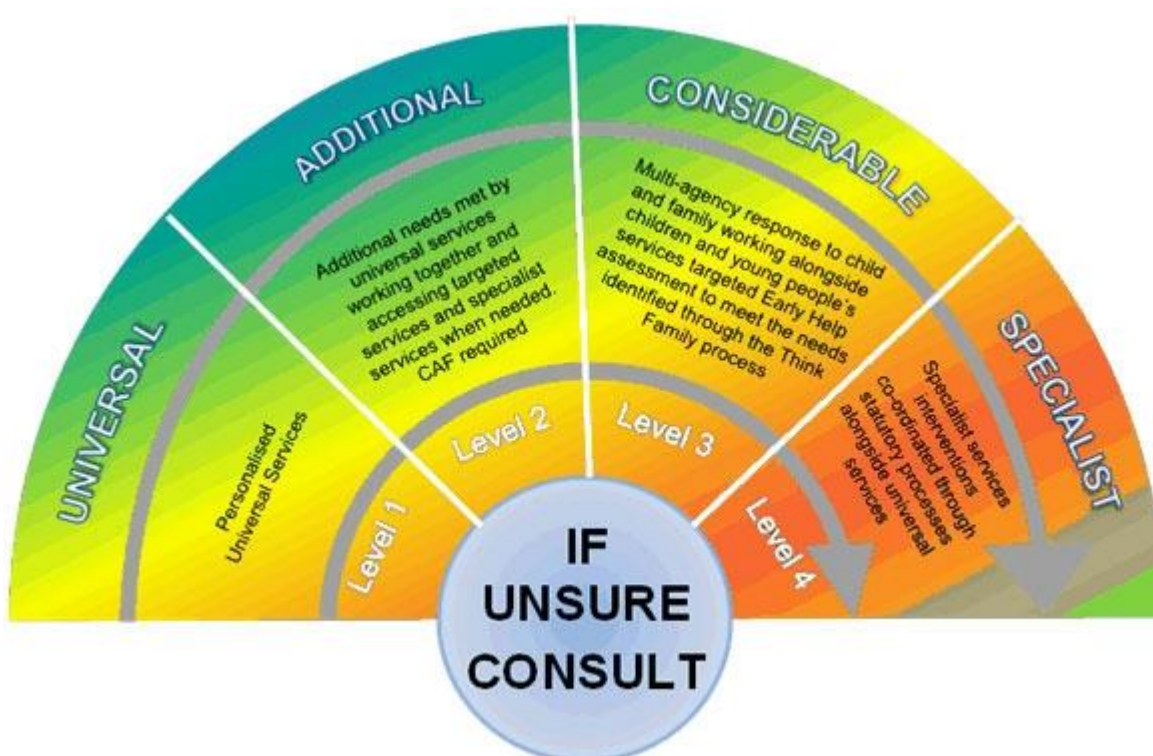 UNIVERSAL
Personalised
Universal Services
Level 1
ADDITIONAL
Additional needs met by
universal services
working together and
accessing targeted
services and specialist
services when needed.
CAF required
Level 2
CONSIDERABLE
Multi-agency response to child
and family working alongside
children and young people's
services targeted Early Help
assessment to meet the needs
identified through the Think
Family process
Level 3
SPECIALIST
Specialist services
interventions
co-ordinated through
statutory processes
alongside universal
services
Level 4
IF
UNSURE
CONSULT